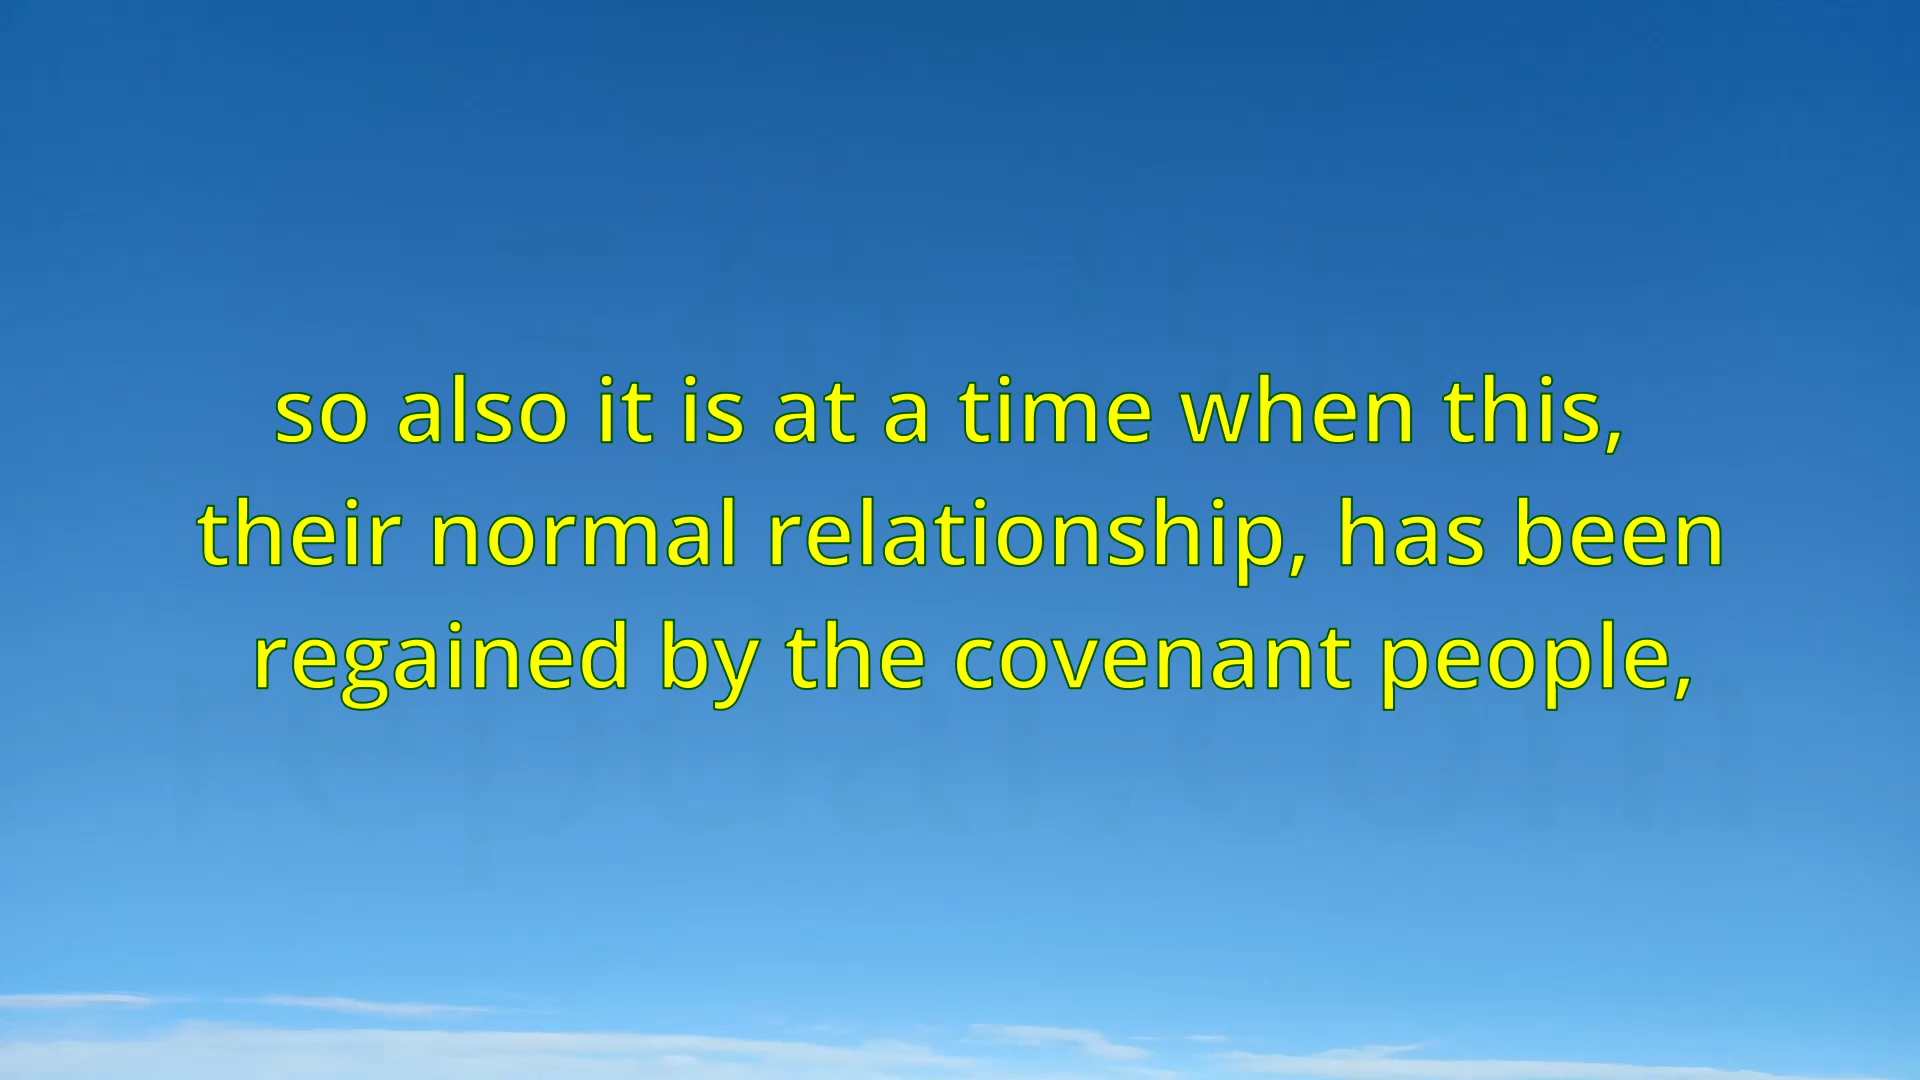 so also it is at a time when this,
their normal relationship, has been
regained by the covenant people,